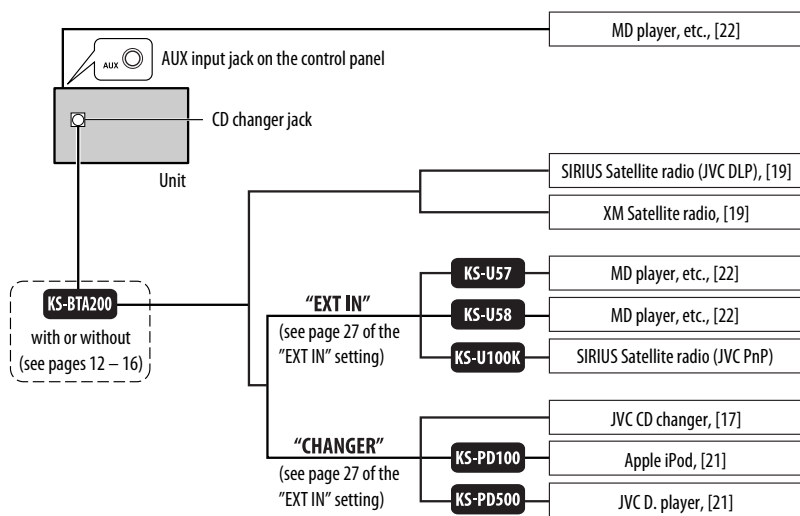 MD player, etc., [22]
AUX
AUX input jack on the control panel
CD changer jack
Unit
SIRIUS Satellite radio (JVC DLP), [19]
XM Satellite radio, [19]
KS-BTA200
with or without
(see pages 12 – 16)
"EXT IN"
(see page 27 of the
"EXT IN" setting)
KS-U57
MD player, etc., [22]
KS-U58
MD player, etc., [22]
KS-U100K
SIRIUS Satellite radio (JVC PnP)
"CHANGER"
(see page 27 of the
"EXT IN" setting)
JVC CD changer, [17]
KS-PD100
Apple iPod, [21]
KS-PD500
JVC D. player, [21]